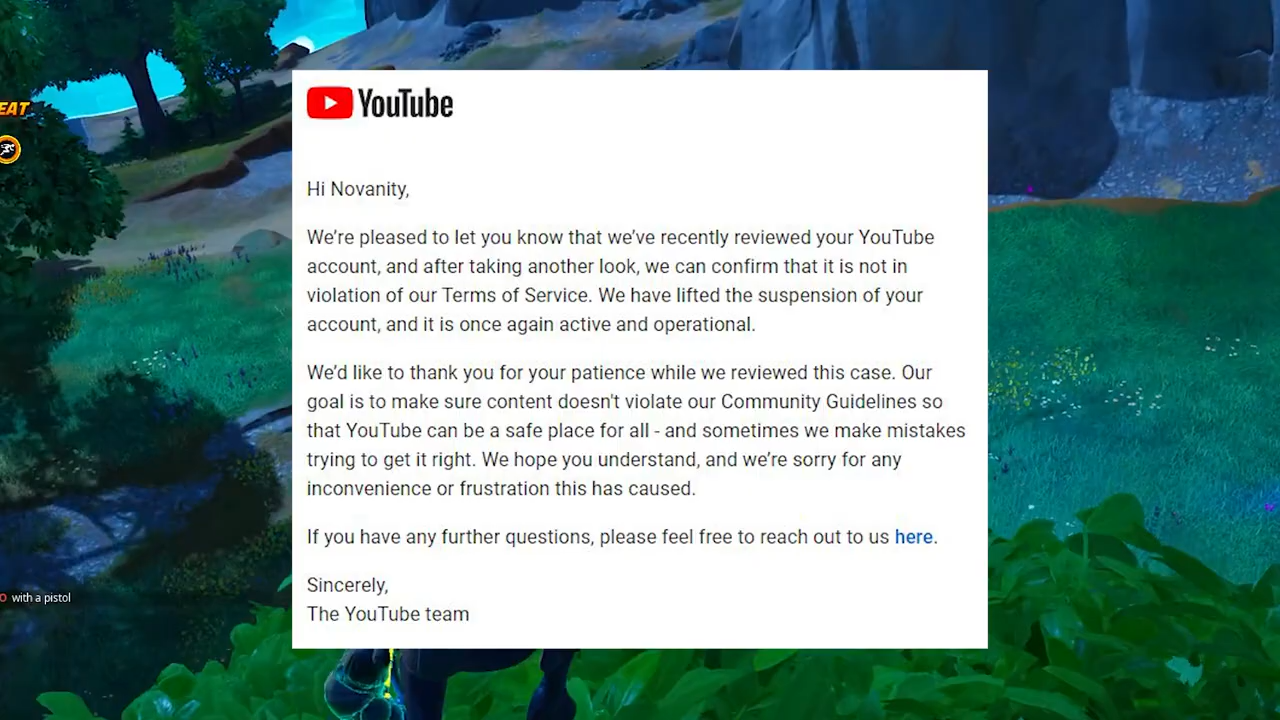 EAT
YouTube
Hi Novanity,
We’re pleased to let you know that we’ve recently reviewed your YouTube
account, and after taking another look, we can confirm that it is not in
violation of our Terms of Service. We have lifted the suspension of your
account, and it is once again active and operational.
We’d like to thank you for your patience while we reviewed this case. Our
goal is to make sure content doesn't violate our Community Guidelines so
that YouTube can be a safe place for all - and sometimes we make mistakes
trying to get it right. We hope you understand, and we’re sorry for any
inconvenience or frustration this has caused.
If you have any further questions, please feel free to reach out to us here.
Sincerely,
The YouTube team
O with a pistol